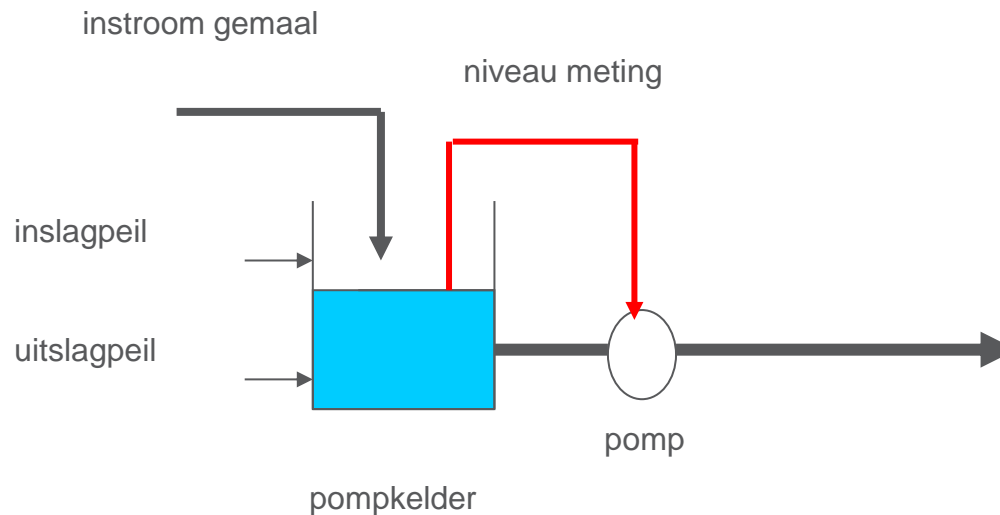 instroom gemaal
niveau meting
inslagpeil
uitslagpeil
pomp
pompkelder